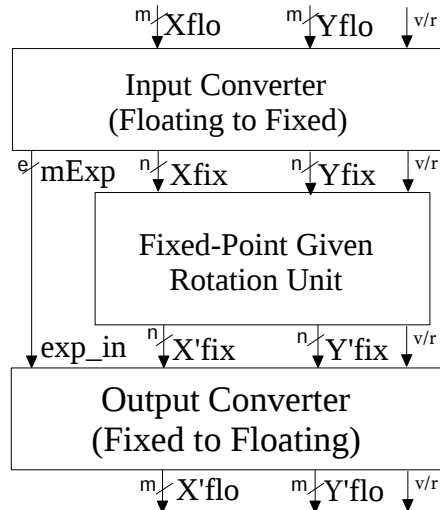 m Xflo m Yflo v/r
Input Converter
(Floating to Fixed)
e mExp n Xfix n Yfix v/r
Fixed-Point Given
Rotation Unit
exp_in n X'fix n Y'fix v/r
Output Converter
(Fixed to Floating)
m X'flo m Y'flo v/r